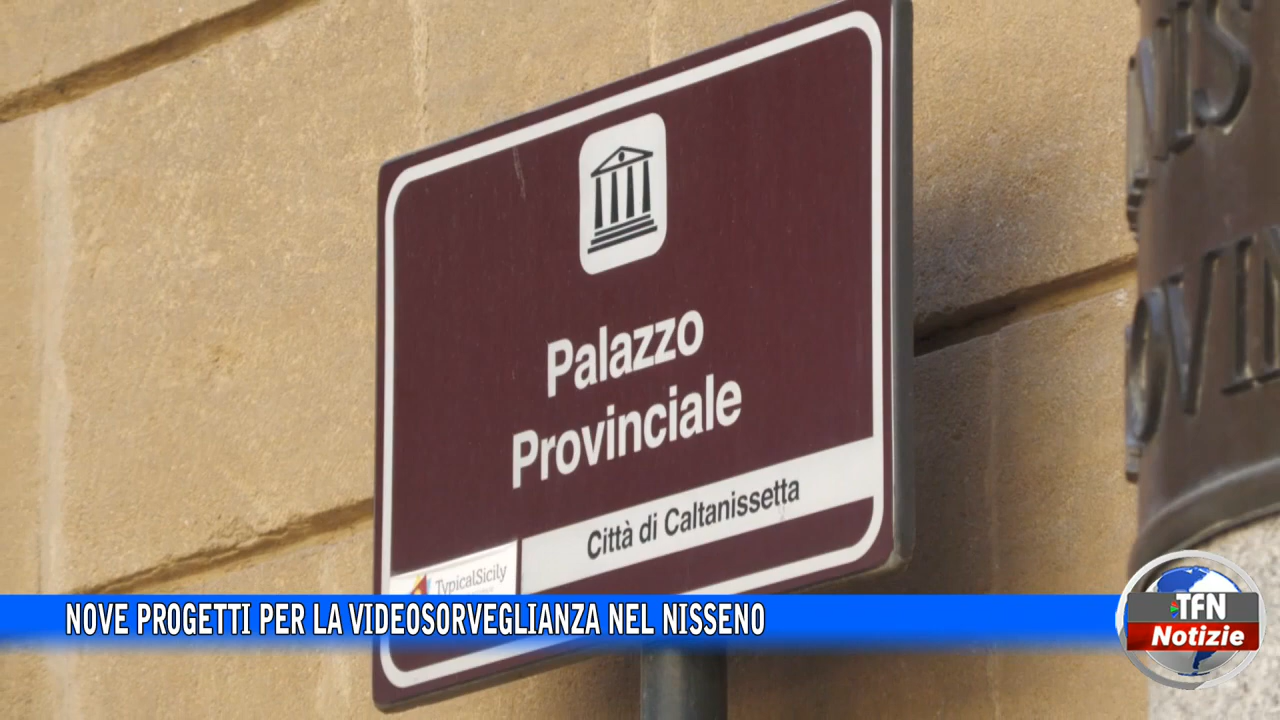 Palazzo
Provinciale
Città di Caltanissetta
TypicalSicily
NOVE PROGETTI PER LA VIDEOSORVEGLIANZA NEL NISSENO
TFN
Notizie